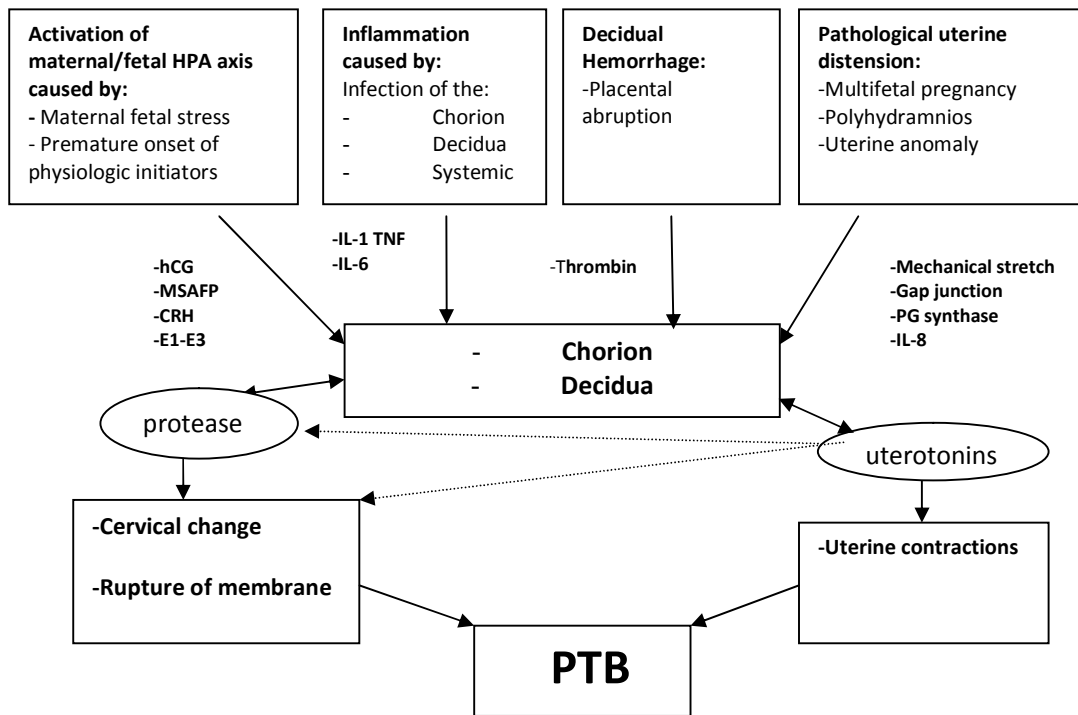 Activation of
maternal/fetal HPA axis
caused by:
- Maternal fetal stress
- Premature onset of
physiologic initiators
Inflammation
caused by:
Infection of the:
- Chorion
- Decidua
- Systemic
Decidual
Hemorrhage:
-Placental
abruption
Pathological uterine
distension:
-Multifetal pregnancy
-Polyhydramnios
-Uterine anomaly
-hCG
-MSAFP
-CRH
-E1-E3
-IL-1 TNF
-IL-6
-Thrombin
-Mechanical stretch
-Gap junction
-PG synthase
-IL-8
- Chorion
- Decidua
protease
uterotonins
-Cervical change
-Rupture of membrane
-Uterine contractions
PTB